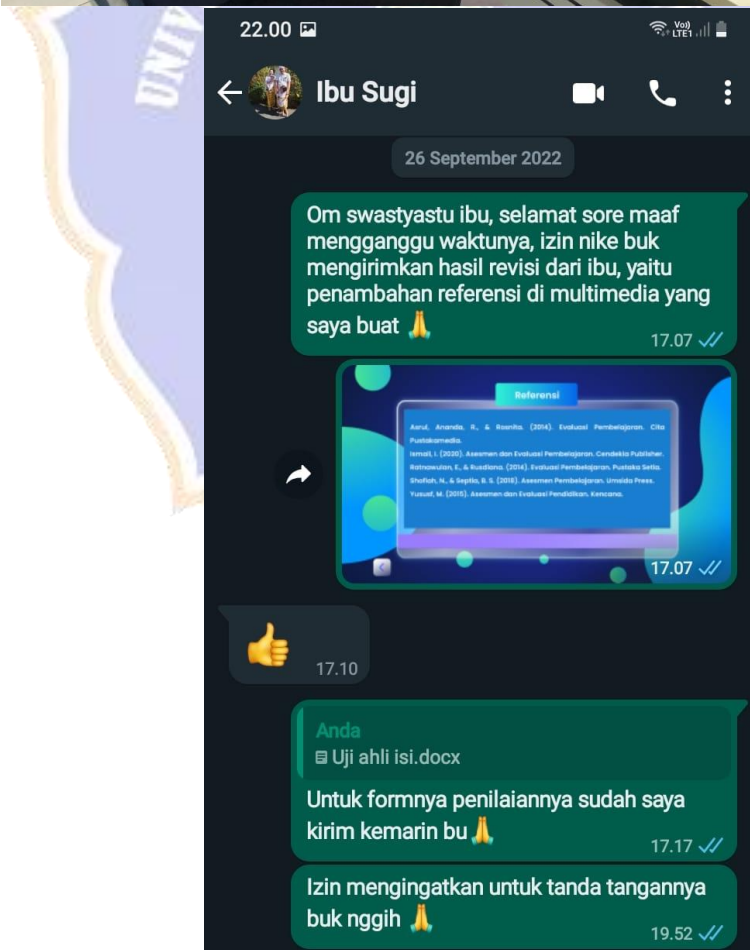 UNIV
22.00
Vo))
LTE1
Ibu Sugi
26 September 2022
Om swastyastu ibu, selamat sore maaf
mengganggu waktunya, izin nike buk
mengirimkan hasil revisi dari ibu, yaitu
penambahan referensi di multimedia yang
saya buat 🙏
17.07
Referensi
Asrul, Ananda, R., & Rosnita. (2014). Evaluasi Pembelajaran. Cita
Pustakamedia.
Ismail, I. (2020). Asesmen dan Evaluasi Pembelajaran. Cendekia Publisher.
Ratnawulan, E., & Rusdiana. (2014). Evaluasi Pembelajaran. Pustaka Setia.
Shofiah, N., & Septia, B. S. (2018). Asesmen Pembelajaran. Umsida Press.
Yususf, M. (2015). Asesmen dan Evaluasi Pendidikan. Kencana.
17.07
👍
17.10
Anda
Uji ahli isi.docx
Untuk formnya penilaiannya sudah saya
kirim kemarin bu🙏
17.17
Izin mengingatkan untuk tanda tangannya
buk nggih 🙏
19.52